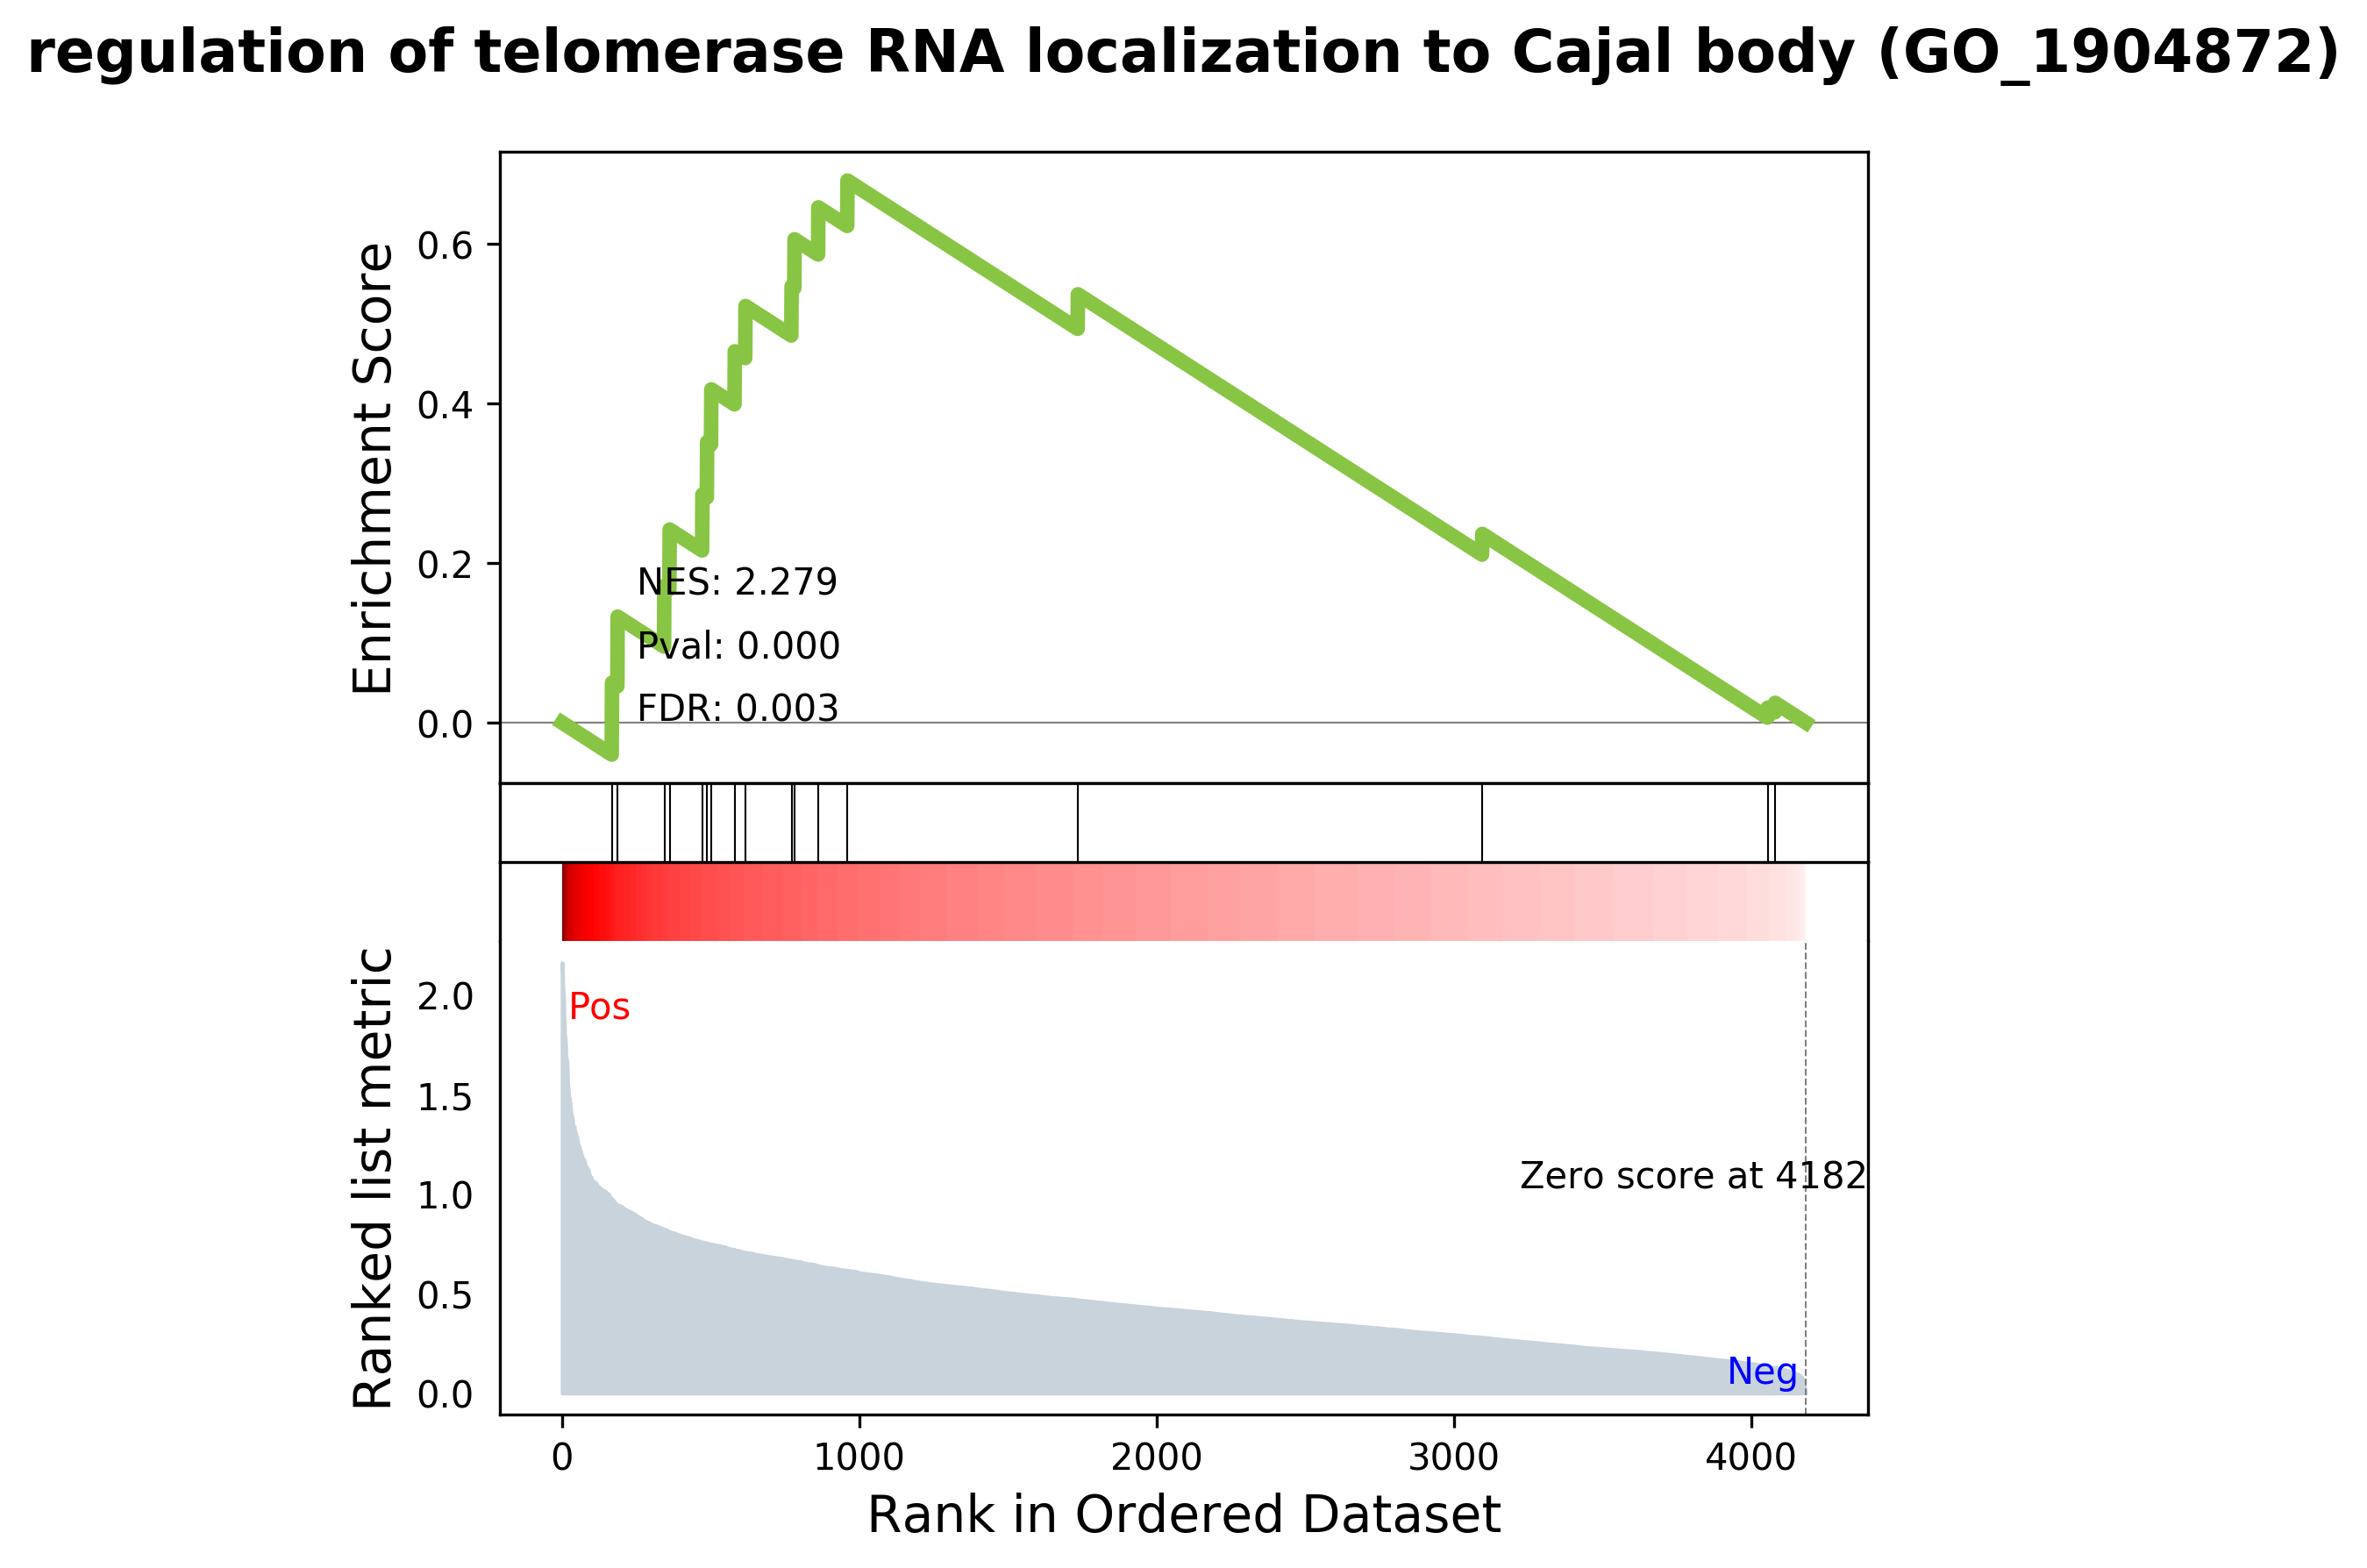 regulation of telomerase RNA localization to Cajal body (GO_1904872)
Enrichment Score
0.6
0.4
0.2
0.0
NES: 2.279
Pval: 0.000
FDR: 0.003
Ranked list metric
2.0
1.5
1.0
0.5
0.0
Pos
Zero score at 4182
Neg
0 1000 2000 3000 4000
Rank in Ordered Dataset